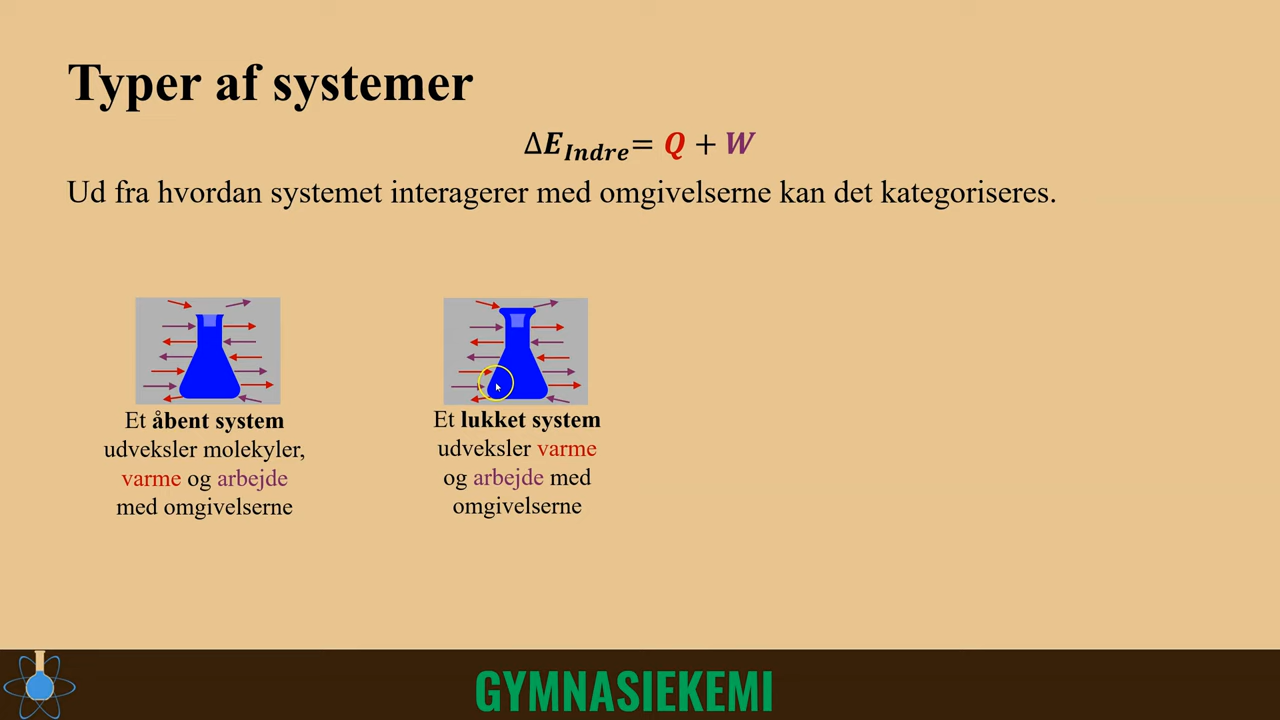 Typer af systemer
ΔE_Indre = Q + W
Ud fra hvordan systemet interagerer med omgivelserne kan det kategoriseres.
Et åbent system
udveksler molekyler,
varme og arbejde
med omgivelserne
Et lukket system
udveksler varme
og arbejde med
omgivelserne
GYMNASIEKEMI